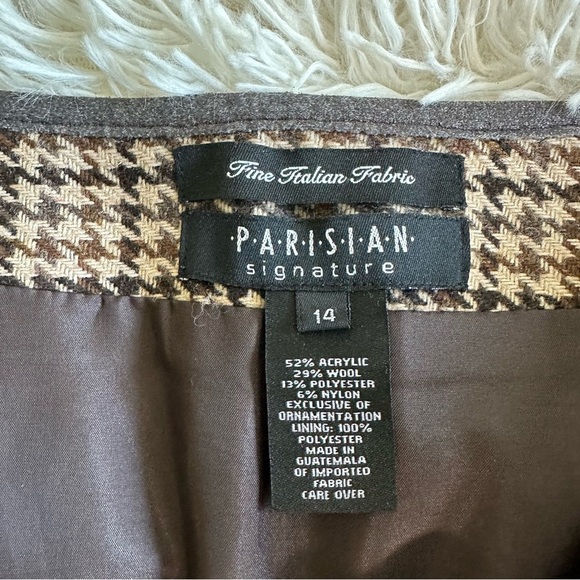 Fine Italian Fabric
·P·A·R·I·S·I·A·N·
signature
14
52% ACRYLIC
29% WOOL
13% POLYESTER
6% NYLON
EXCLUSIVE OF
ORNAMENTATION
LINING: 100%
POLYESTER
MADE IN
GUATEMALA
OF IMPORTED
FABRIC
CARE OVER